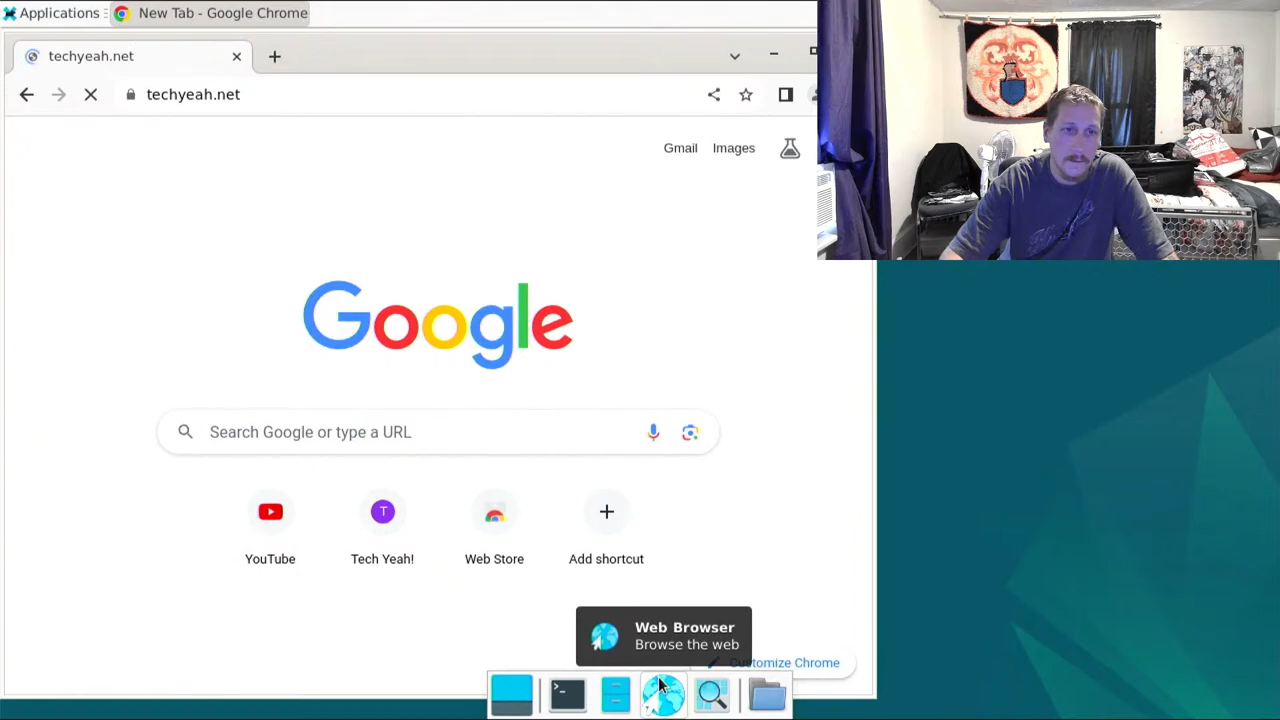 Applications
New Tab - Google Chrome
techyeah.net
techyeah.net
Gmail
Images
Google
Search Google or type a URL
T
YouTube
Tech Yeah!
Web Store
Add shortcut
Web Browser
Browse the web
Customize Chrome